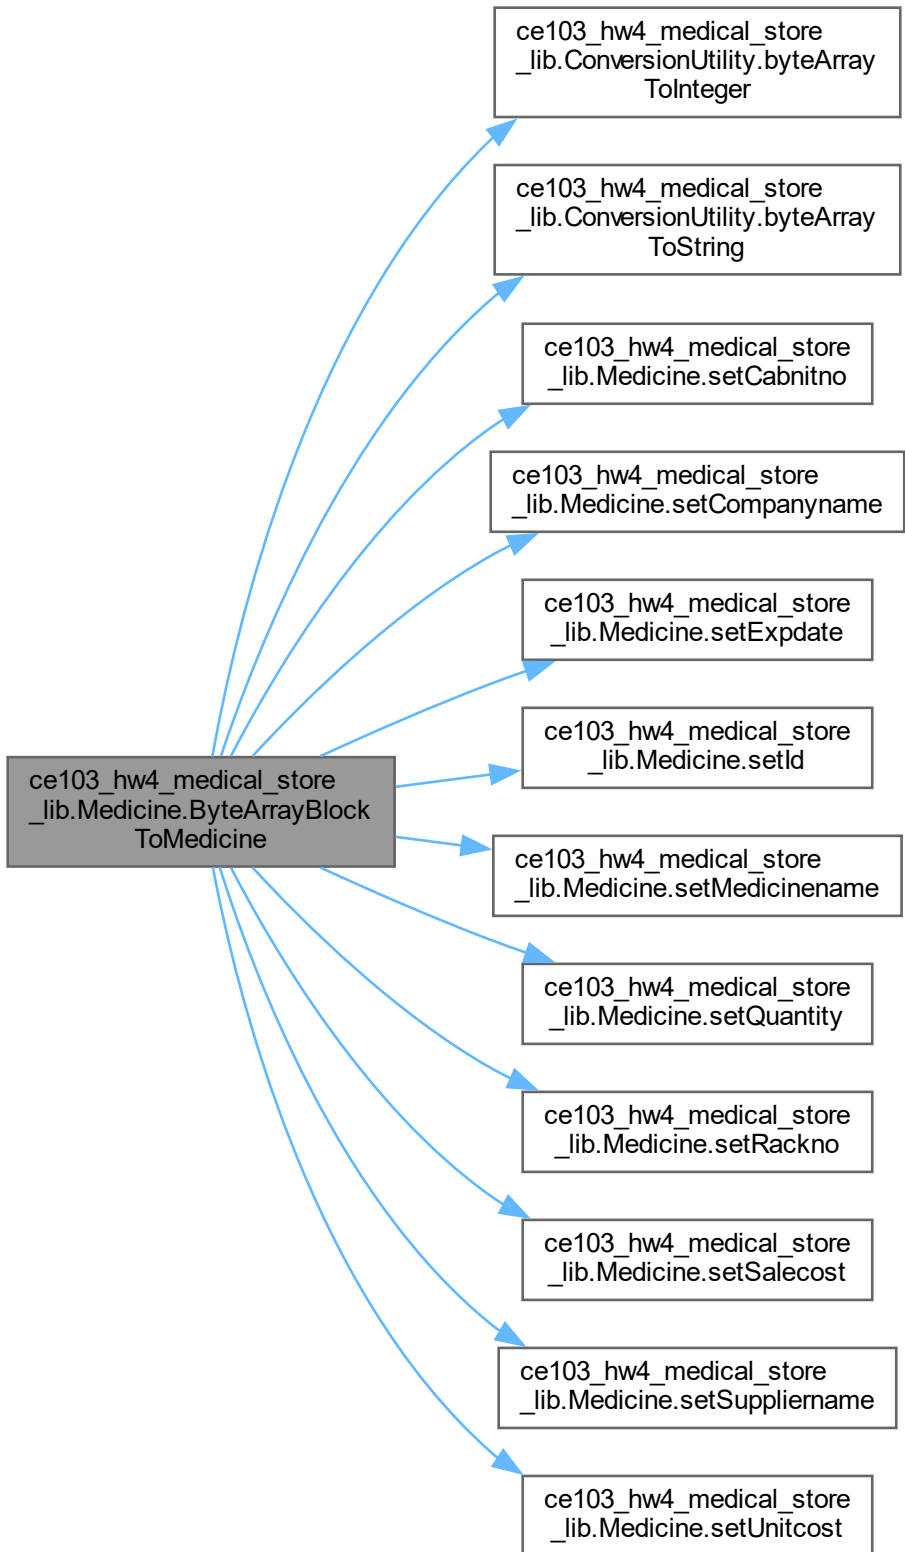 ce103_hw4_medical_store
_lib.ConversionUtility.byteArray
ToInteger
ce103_hw4_medical_store
_lib.ConversionUtility.byteArray
ToString
ce103_hw4_medical_store
_lib.Medicine.setCabnitno
ce103_hw4_medical_store
_lib.Medicine.setCompanyname
ce103_hw4_medical_store
_lib.Medicine.setExpdate
ce103_hw4_medical_store
_lib.Medicine.setId
ce103_hw4_medical_store
_lib.Medicine.ByteArrayBlock
ToMedicine
ce103_hw4_medical_store
_lib.Medicine.setMedicinename
ce103_hw4_medical_store
_lib.Medicine.setQuantity
ce103_hw4_medical_store
_lib.Medicine.setRackno
ce103_hw4_medical_store
_lib.Medicine.setSalecost
ce103_hw4_medical_store
_lib.Medicine.setSuppliername
ce103_hw4_medical_store
_lib.Medicine.setUnitcost